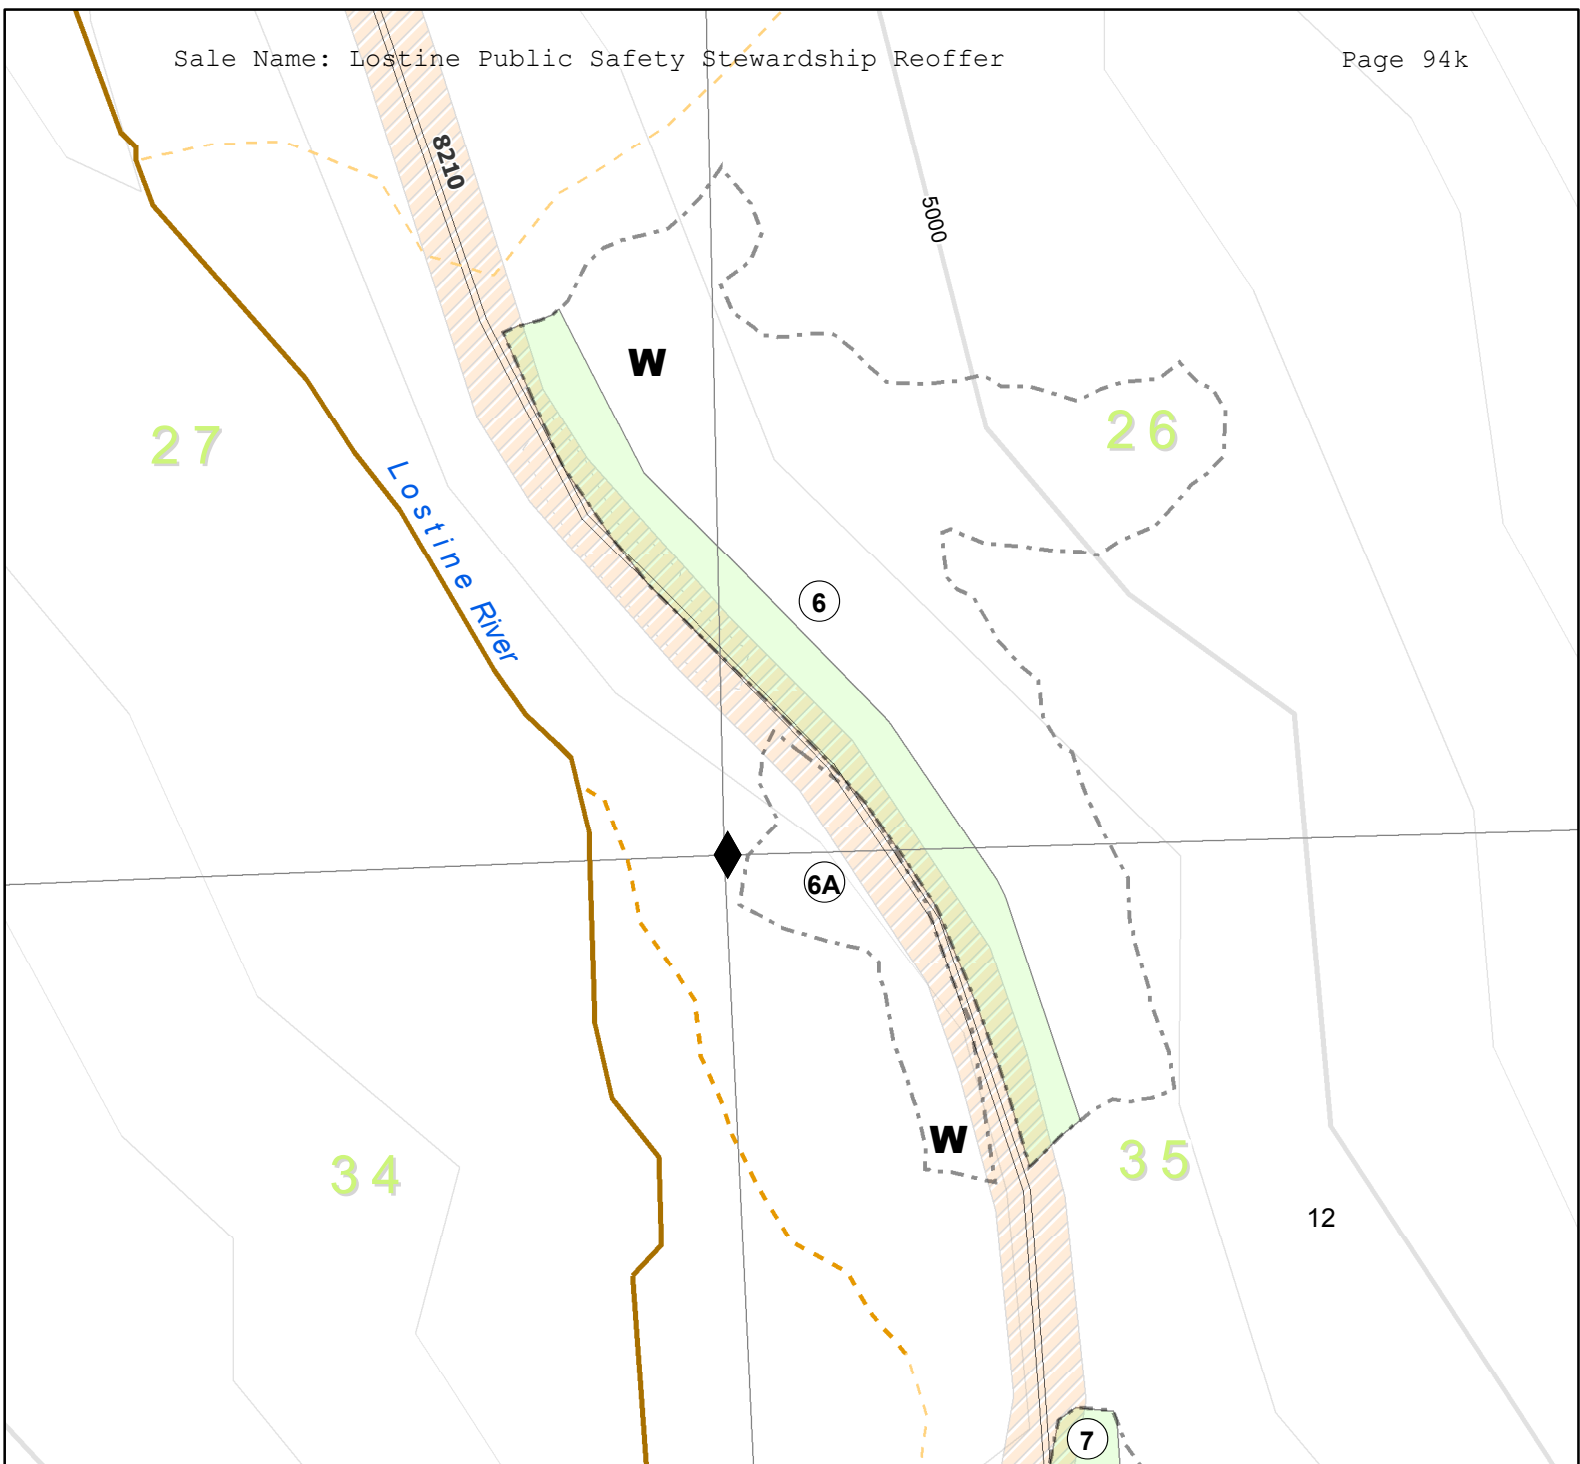 Sale Name: Lostine Public Safety Stewardship Reoffer
Page 94k
8210
5000
W
27
26
Lostine River
6
6A
W
34
35
12
7